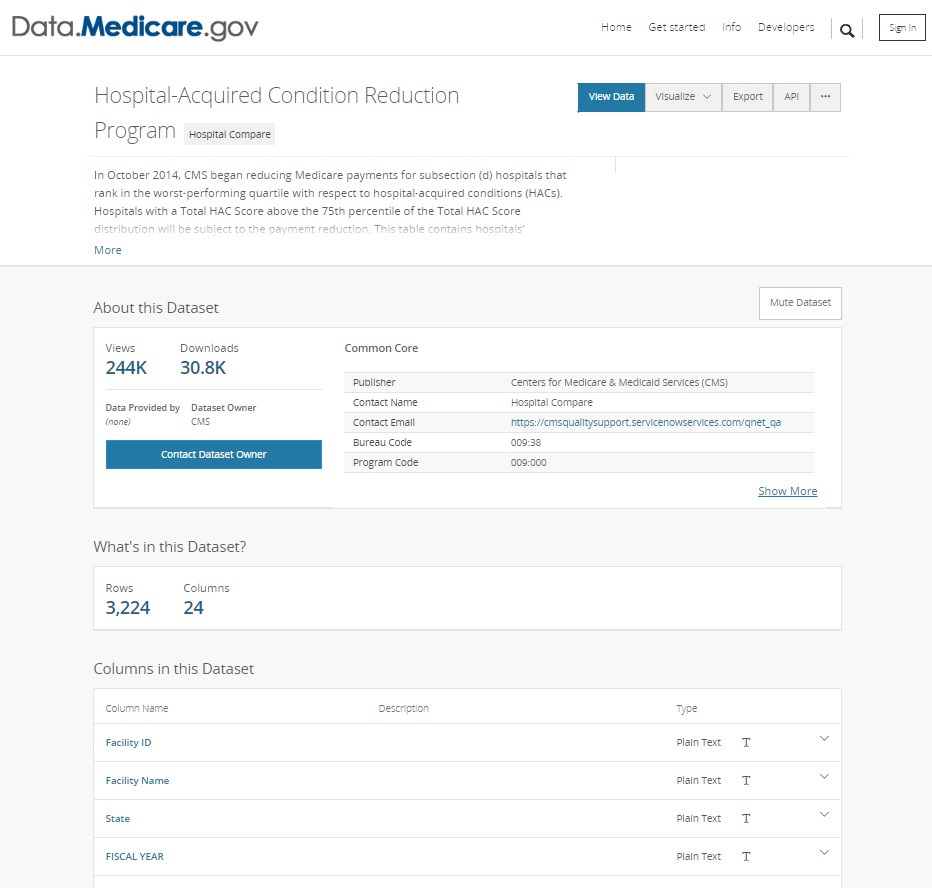 Data.Medicare.gov
Home Get started Info Developers Sign In
Hospital-Acquired Condition Reduction
Program Hospital Compare
View Data Visualize Export API ...
In October 2014, CMS began reducing Medicare payments for subsection (d) hospitals that
rank in the worst-performing quartile with respect to hospital-acquired conditions (HACs).
Hospitals with a Total HAC Score above the 75th percentile of the Total HAC Score
distribution will be subject to the payment reduction. This table contains hospitals'
More
About this Dataset
Mute Dataset
Views Downloads
244K 30.8K
Data Provided by Dataset Owner
(none) CMS
Contact Dataset Owner
Common Core
Publisher Centers for Medicare & Medicaid Services (CMS)
Contact Name Hospital Compare
Contact Email https://cmsqualitysupport.servicenowservices.com/qnet_qa
Bureau Code 009:38
Program Code 009:000
Show More
What's in this Dataset?
Rows Columns
3,224 24
Columns in this Dataset
Column Name Description Type
Facility ID Plain Text T
Facility Name Plain Text T
State Plain Text T
FISCAL YEAR Plain Text T